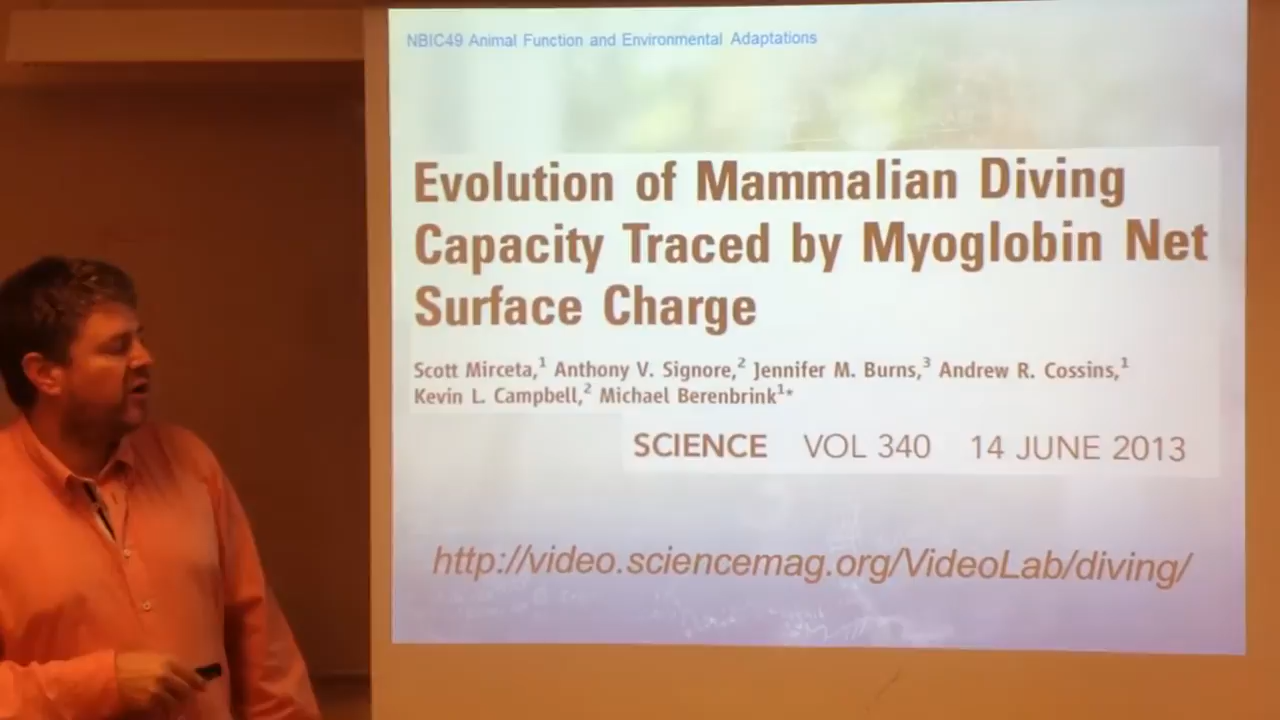 NBIC49 Animal Function and Environmental Adaptations
Evolution of Mammalian Diving
Capacity Traced by Myoglobin Net
Surface Charge
Scott Mirceta,¹ Anthony V. Signore,² Jennifer M. Burns,³ Andrew R. Cossins,¹
Kevin L. Campbell,² Michael Berenbrink¹*
SCIENCE VOL 340 14 JUNE 2013
http://video.sciencemag.org/VideoLab/diving/